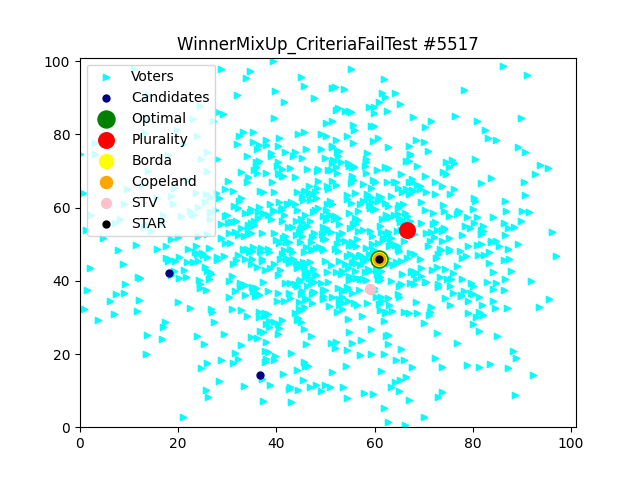 WinnerMixUp_CriteriaFailTest #5517
100
80
60
40
20
0
Voters
Candidates
Optimal
Plurality
Borda
Copeland
STV
STAR
0 20 40 60 80 100